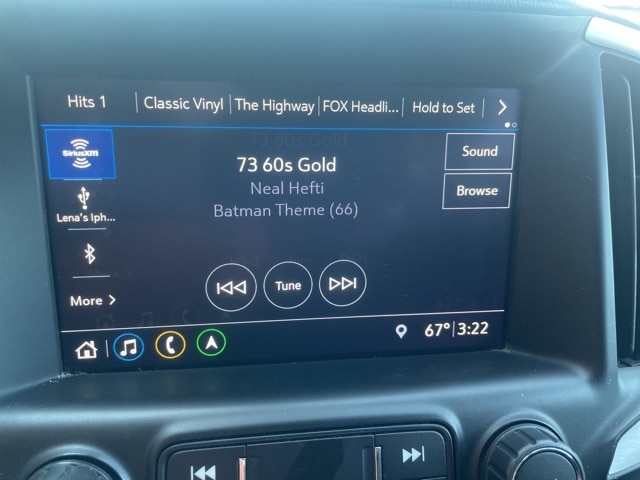 Hits 1 Classic Vinyl The Highway FOX Headli... Hold to Set
SiriusXM
73 60s Gold
Neal Hefti
Batman Theme (66)
Sound
Browse
Lena's Iph...
More
Tune
67° 3:22